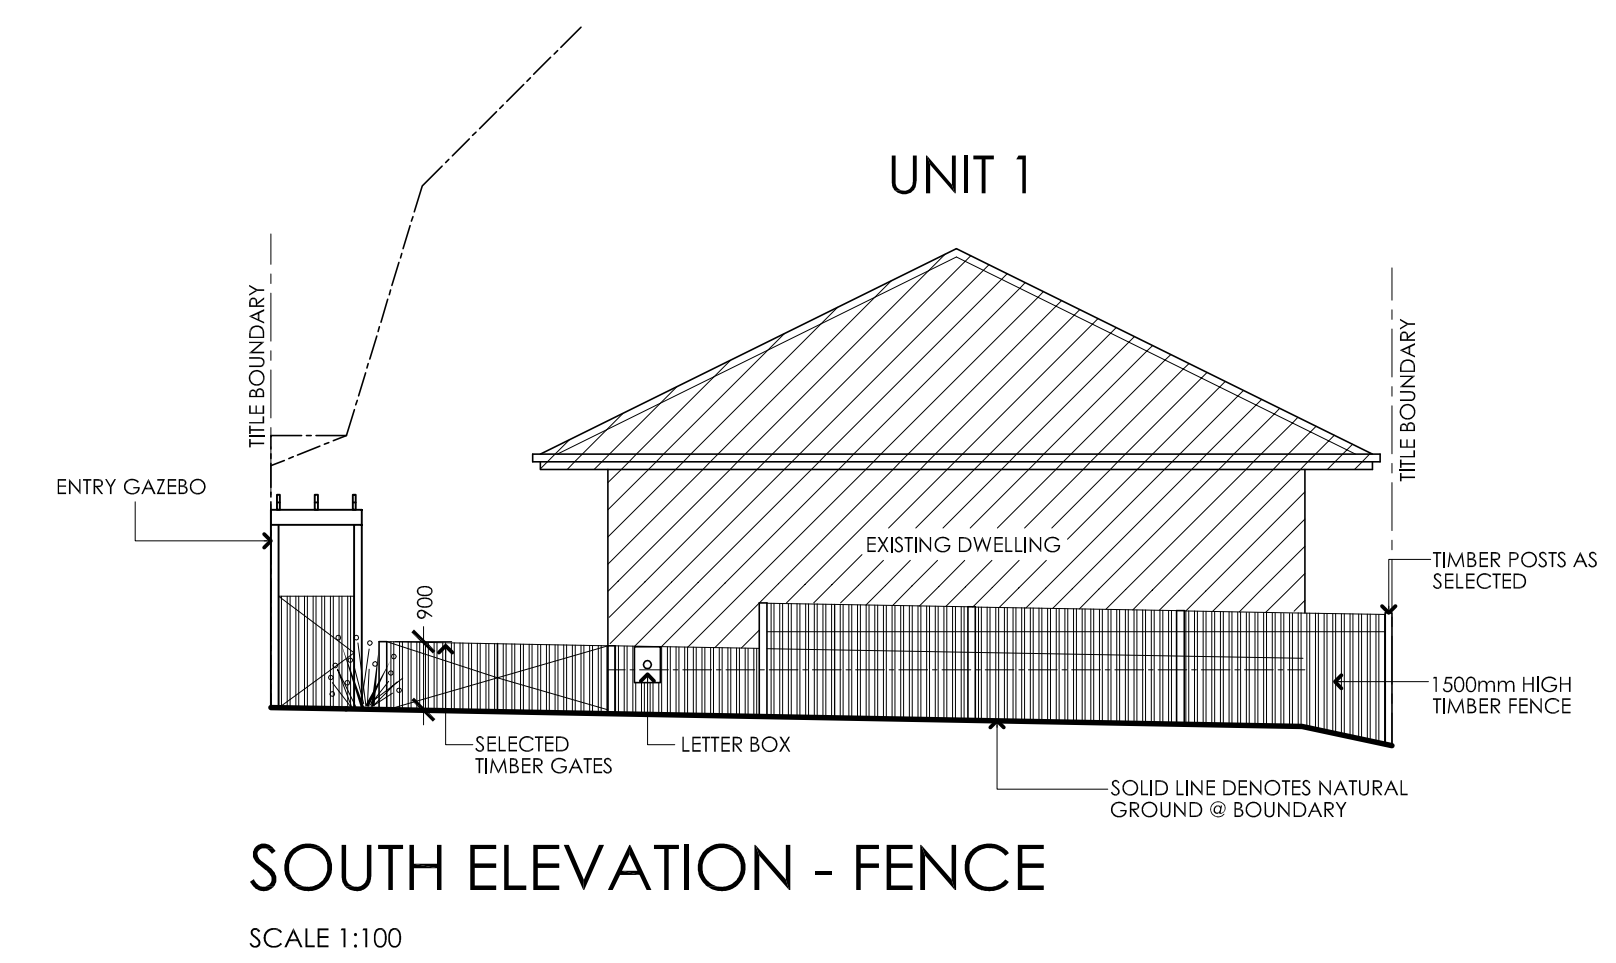 UNIT 1
TITLE BOUNDARY
TITLE BOUNDARY
ENTRY GAZEBO
EXISTING DWELLING
TIMBER POSTS AS
SELECTED
900
1500mm HIGH
TIMBER FENCE
SELECTED
TIMBER GATES
LETTER BOX
SOLID LINE DENOTES NATURAL
GROUND @ BOUNDARY
SOUTH ELEVATION - FENCE
SCALE 1:100